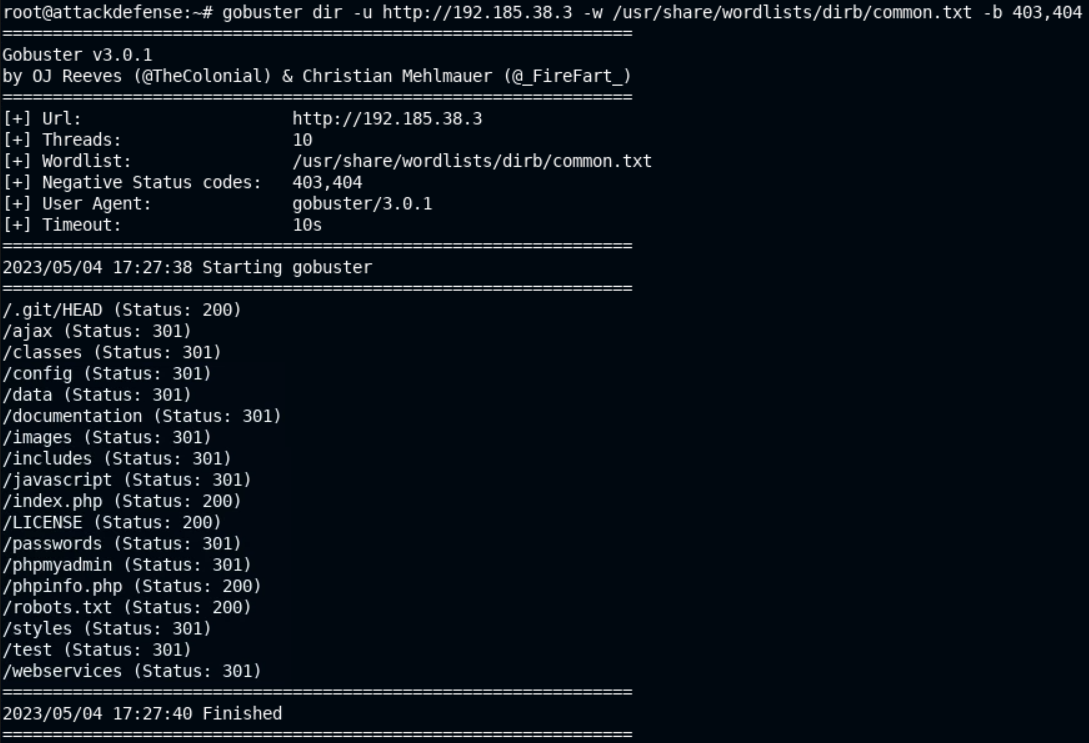 root@attackdefense:~# gobuster dir -u http://192.185.38.3 -w /usr/share/wordlists/dirb/common.txt -b 403,404
===============================================================
Gobuster v3.0.1
by OJ Reeves (@TheColonial) & Christian Mehlmauer (@_FireFart_)
===============================================================
[+] Url:                     http://192.185.38.3
[+] Threads:                 10
[+] Wordlist:                /usr/share/wordlists/dirb/common.txt
[+] Negative Status codes:   403,404
[+] User Agent:              gobuster/3.0.1
[+] Timeout:                 10s
===============================================================
2023/05/04 17:27:38 Starting gobuster
===============================================================
/.git/HEAD (Status: 200)
/ajax (Status: 301)
/classes (Status: 301)
/config (Status: 301)
/data (Status: 301)
/documentation (Status: 301)
/images (Status: 301)
/includes (Status: 301)
/javascript (Status: 301)
/index.php (Status: 200)
/LICENSE (Status: 200)
/passwords (Status: 301)
/phpmyadmin (Status: 301)
/phpinfo.php (Status: 200)
/robots.txt (Status: 200)
/styles (Status: 301)
/test (Status: 301)
/webservices (Status: 301)
===============================================================
2023/05/04 17:27:40 Finished
===============================================================